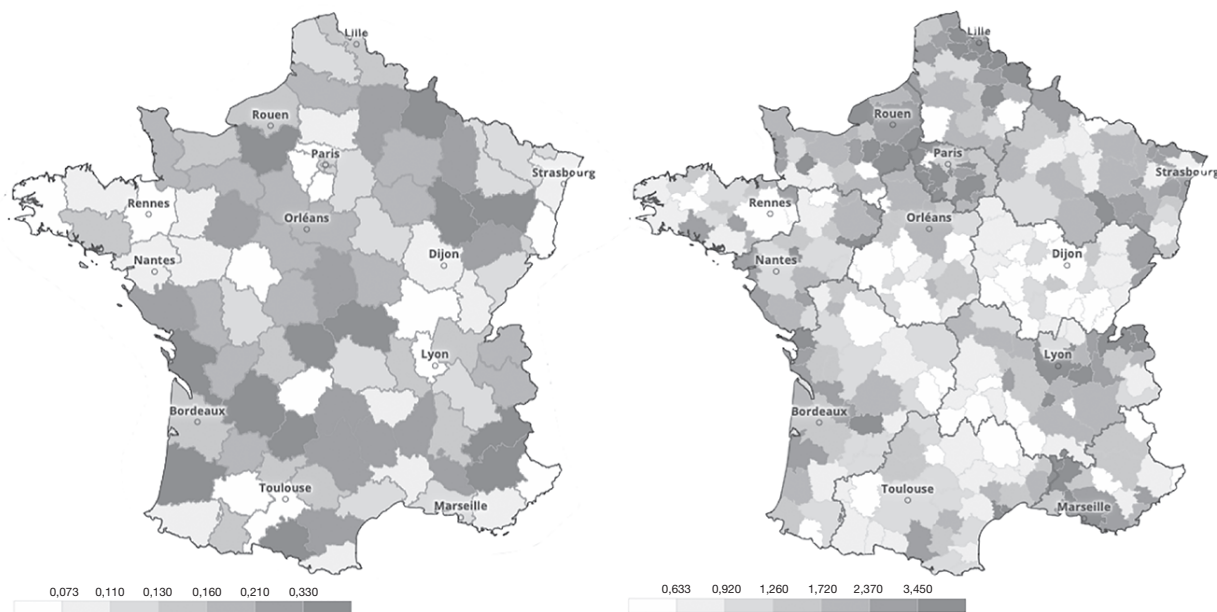 Lille
Rouen
Paris
Strasbourg
Rennes
Orléans
Nantes
Dijon
Lyon
Bordeaux
Toulouse
Marseille
0,073 0,110 0,130 0,160 0,210 0,330
Lille
Rouen
Paris
Strasbourg
Rennes
Orléans
Nantes
Dijon
Lyon
Bordeaux
Toulouse
Marseille
0,633 0,920 1,260 1,720 2,370 3,450